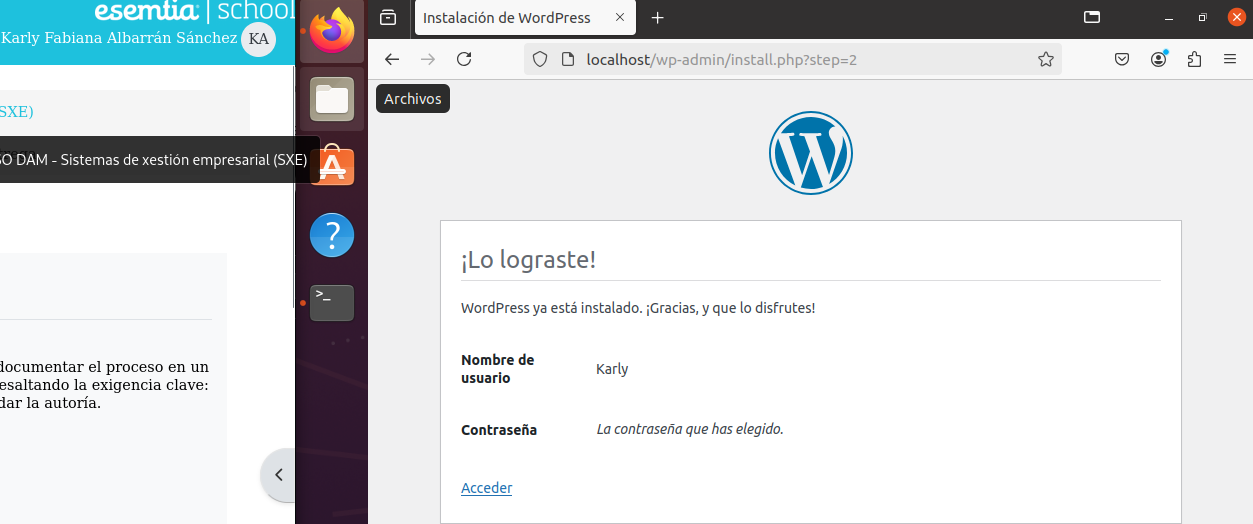 esemtia | school
Karly Fabiana Albarrán Sánchez KA
SXE)
SO DAM - Sistemas de xestión empresarial (SXE)
documentar el proceso en un
esaltando la exigencia clave:
dar la autoría.
Instalación de WordPress
localhost/wp-admin/install.php?step=2
Archivos
¡Lo lograste!
WordPress ya está instalado. ¡Gracias, y que lo disfrutes!
Nombre de
usuario
Karly
Contraseña
La contraseña que has elegido.
Acceder